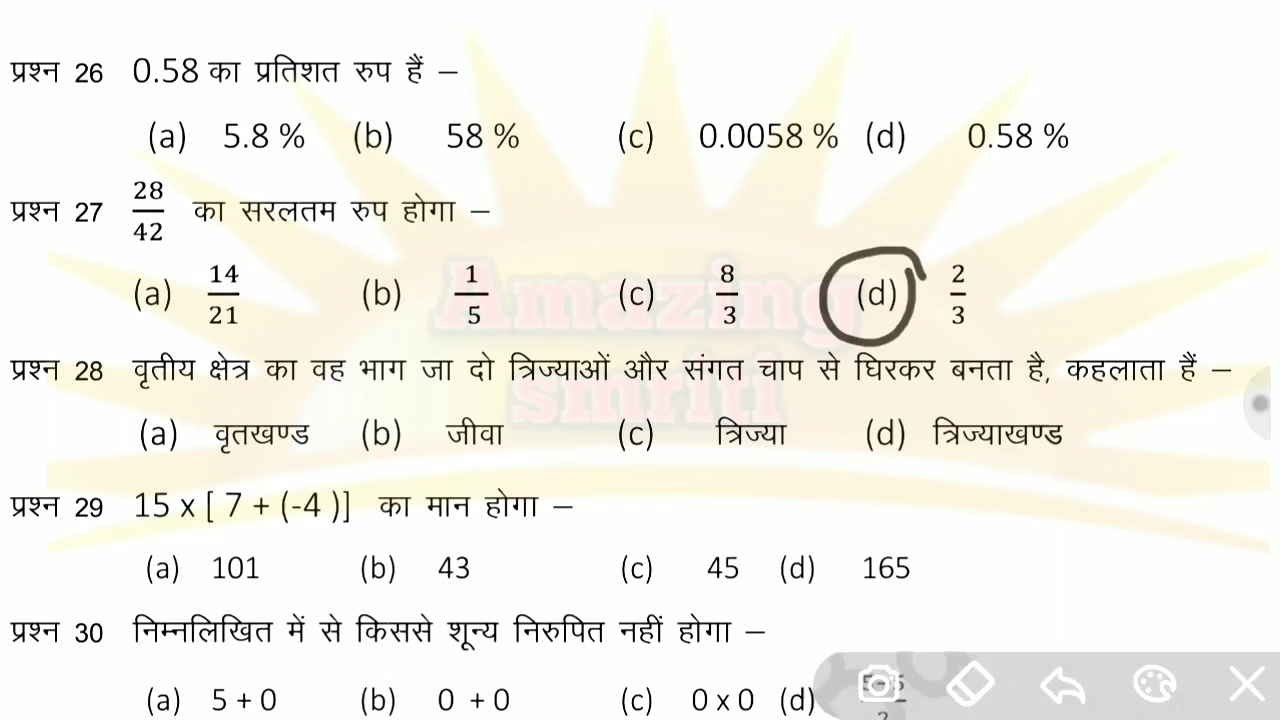 प्रश्न 26 0.58 का प्रतिशत रुप हैं –
(a) 5.8 % (b) 58 % (c) 0.0058 % (d) 0.58 %
प्रश्न 27 28/42 का सरलतम रुप होगा –
(a) 14/21 (b) 1/5 (c) 8/3 (d) 2/3
प्रश्न 28 वृतीय क्षेत्र का वह भाग जा दो त्रिज्याओं और संगत चाप से घिरकर बनता है, कहलाता हैं –
(a) वृतखण्ड (b) जीवा (c) त्रिज्या (d) त्रिज्याखण्ड
प्रश्न 29 15 x [ 7 + (-4 )] का मान होगा –
(a) 101 (b) 43 (c) 45 (d) 165
प्रश्न 30 निम्नलिखित में से किससे शून्य निरुपित नहीं होगा –
(a) 5 + 0 (b) 0 + 0 (c) 0 x 0 (d)
Amazing
smriti